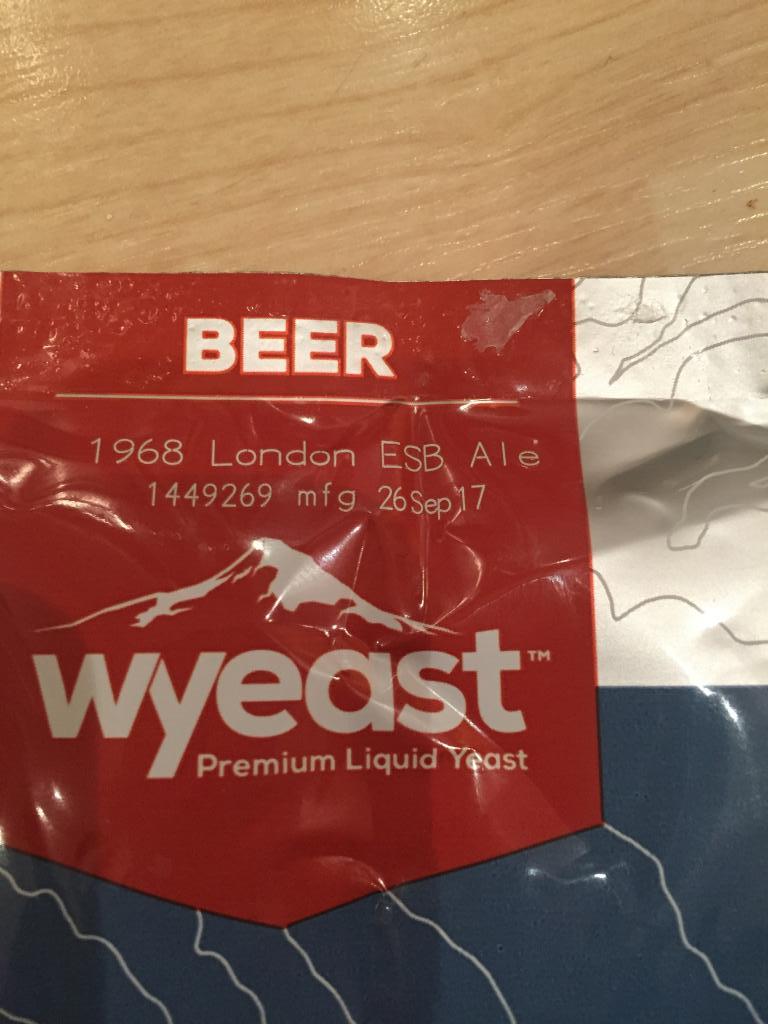 BEER
1968 London ESB Ale
1449269 mfg 26Sep17
wyeast™
Premium Liquid Yeast